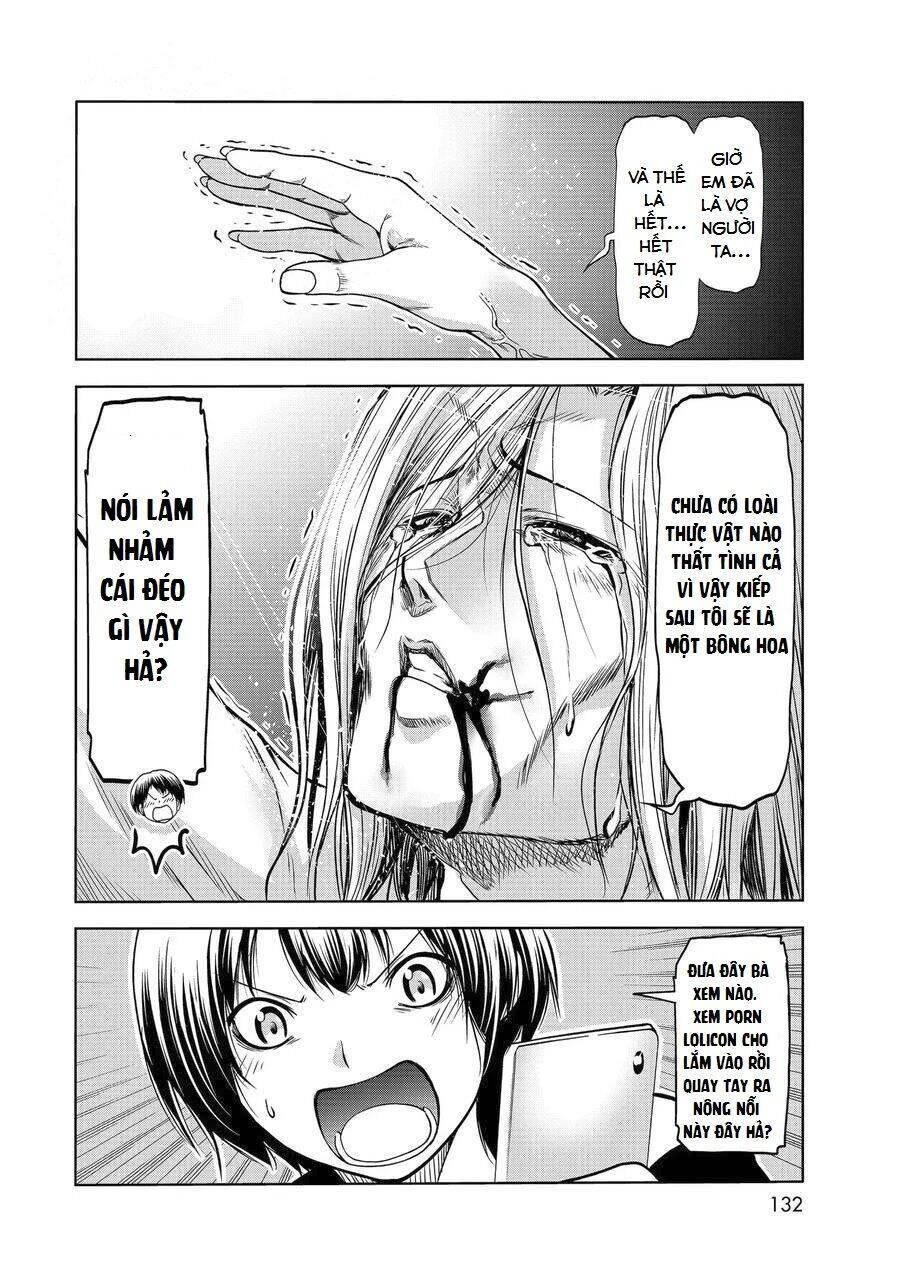 GIỜ
EM ĐÃ
LÀ VỢ
NGƯỜI
TA...
VÀ THẾ
LÀ
HẾT...
HẾT
THẬT
RỒI
CHƯA CÓ LOÀI
THỰC VẬT NÀO
THẤT TÌNH CẢ
VÌ VẬY KIẾP
SAU TÔI SẼ LÀ
MỘT BÔNG HOA
NÓI LẢM
NHẢM
CÁI ĐÉO
GÌ VẬY
HẢ?
ĐƯA ĐÂY BÀ
XEM NÀO.
XEM PORN
LOLICON CHO
LẮM VÀO RỒI
QUAY TAY RA
NÔNG NỖI
NÀY ĐÂY HẢ?
132